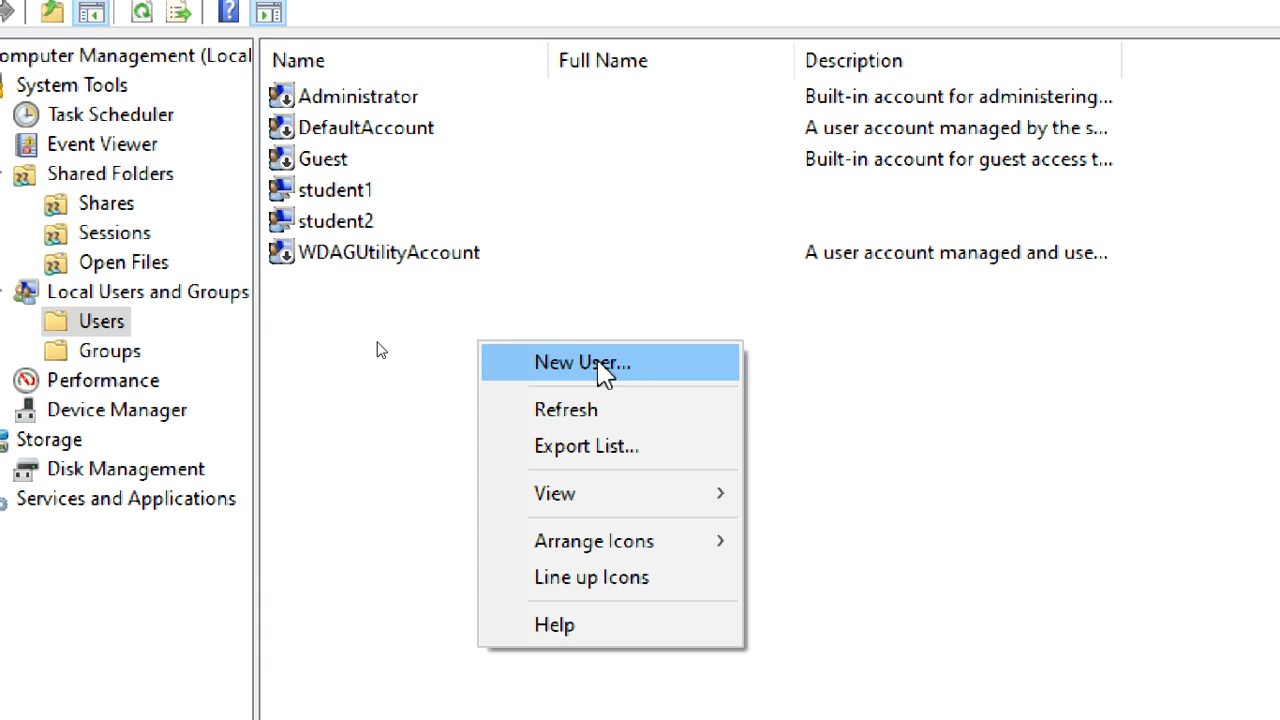 omputer Management (Local
System Tools
Task Scheduler
Event Viewer
Shared Folders
Shares
Sessions
Open Files
Local Users and Groups
Users
Groups
Performance
Device Manager
Storage
Disk Management
Services and Applications
Name Full Name Description
Administrator Built-in account for administering...
DefaultAccount A user account managed by the s...
Guest Built-in account for guest access t...
student1
student2
WDAGUtilityAccount A user account managed and use...
New User...
Refresh
Export List...
View
Arrange Icons
Line up Icons
Help